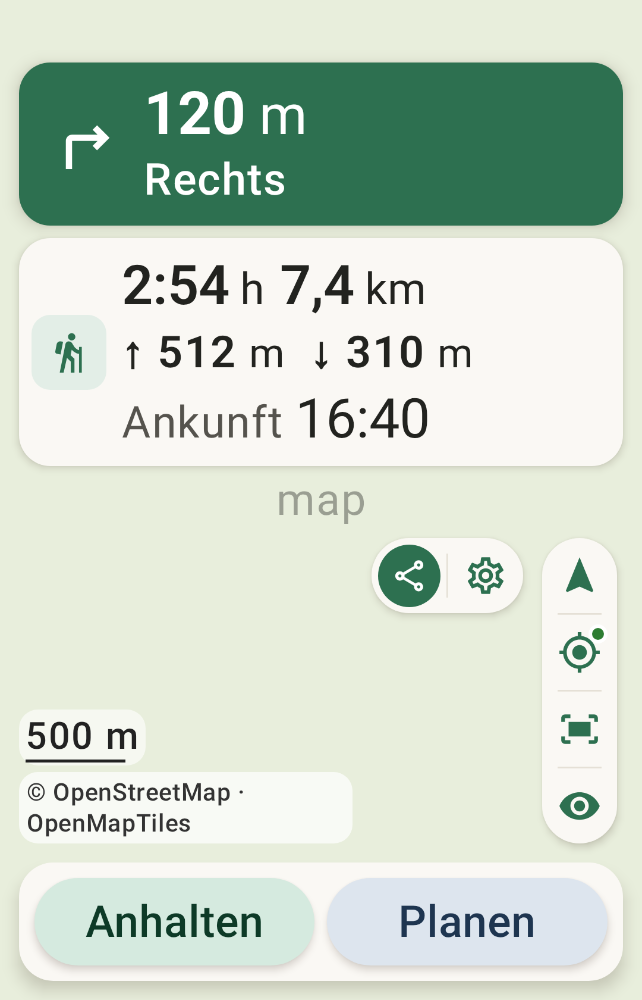 120 m
Rechts
2:54 h 7,4 km
↑ 512 m ↓ 310 m
Ankunft 16:40
map
500 m
© OpenStreetMap ·
OpenMapTiles
Anhalten
Planen